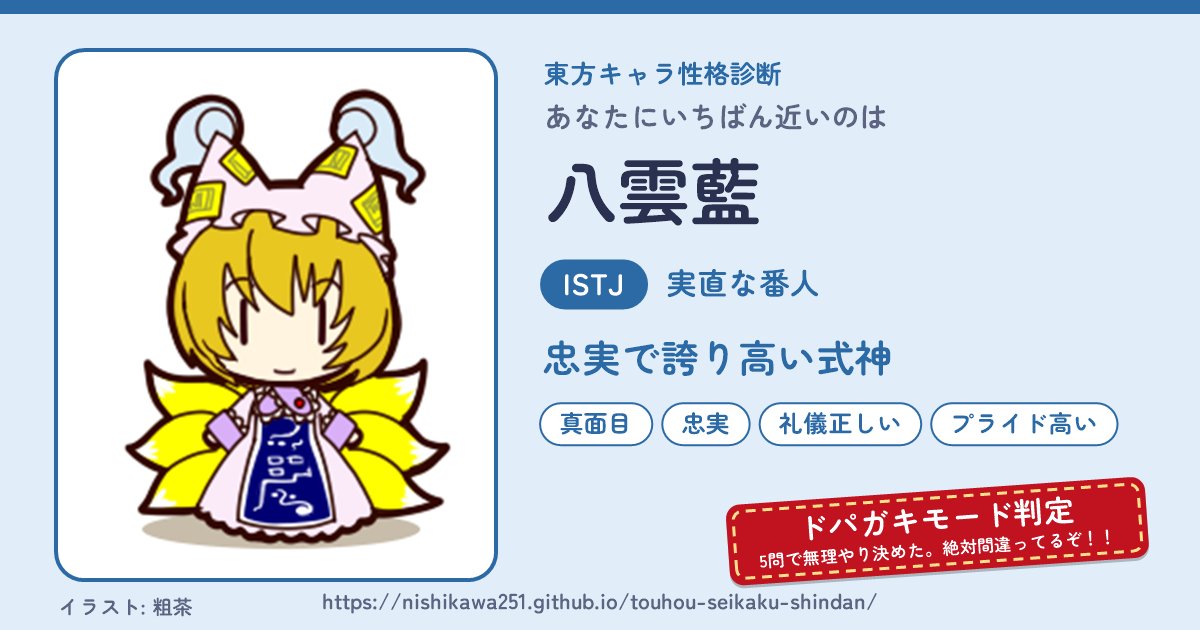 東方キャラ性格診断
あなたにいちばん近いのは
八雲藍
ISTJ 実直な番人
忠実で誇り高い式神
真面目 忠実 礼儀正しい プライド高い
ドパガキモード判定
5問で無理やり決めた。絶対間違ってるぞ！！
イラスト: 粗茶
https://nishikawa251.github.io/touhou-seikaku-shindan/